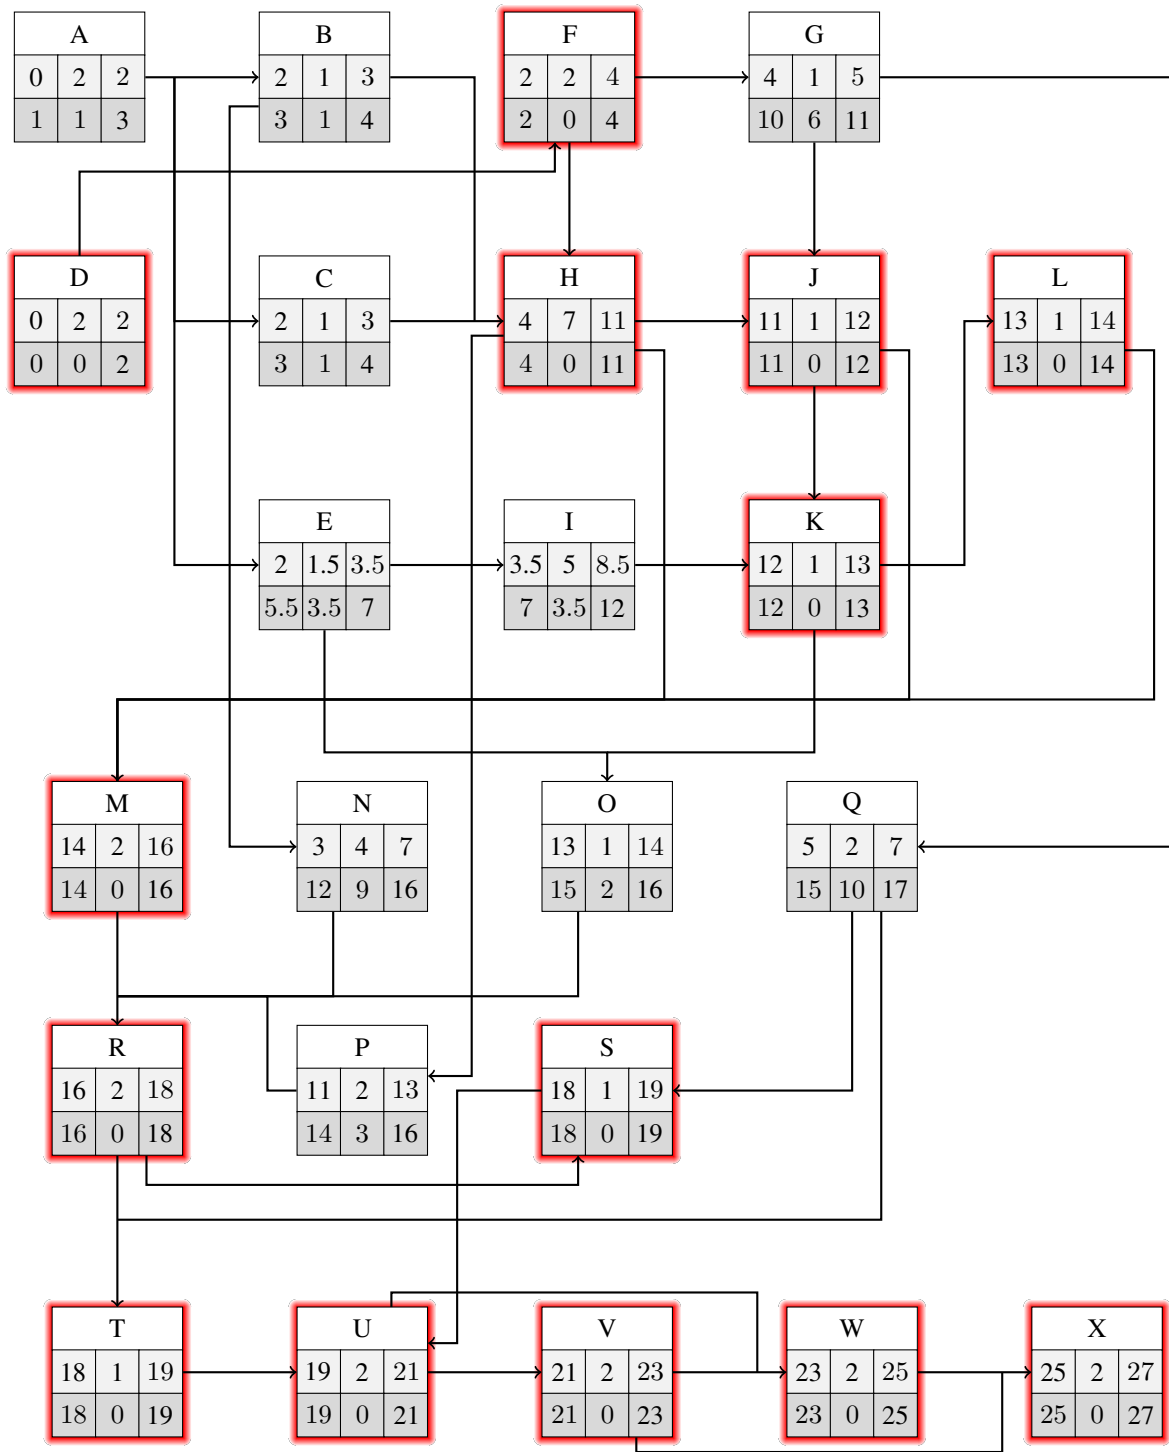 A B F G
0 2 2 2 1 3 2 2 4 4 1 5
1 1 3 3 1 4 2 0 4 10 6 11
D C H J L
0 2 2 2 1 3 4 7 11 11 1 12 13 1 14
0 0 2 3 1 4 4 0 11 11 0 12 13 0 14
E I K
2 1.5 3.5 3.5 5 8.5 12 1 13
5.5 3.5 7 7 3.5 12 12 0 13
M N O Q
14 2 16 3 4 7 13 1 14 5 2 7
14 0 16 12 9 16 15 2 16 15 10 17
R P S
16 2 18 11 2 13 18 1 19
16 0 18 14 3 16 18 0 19
T U V W X
18 1 19 19 2 21 21 2 23 23 2 25 25 2 27
18 0 19 19 0 21 21 0 23 23 0 25 25 0 27